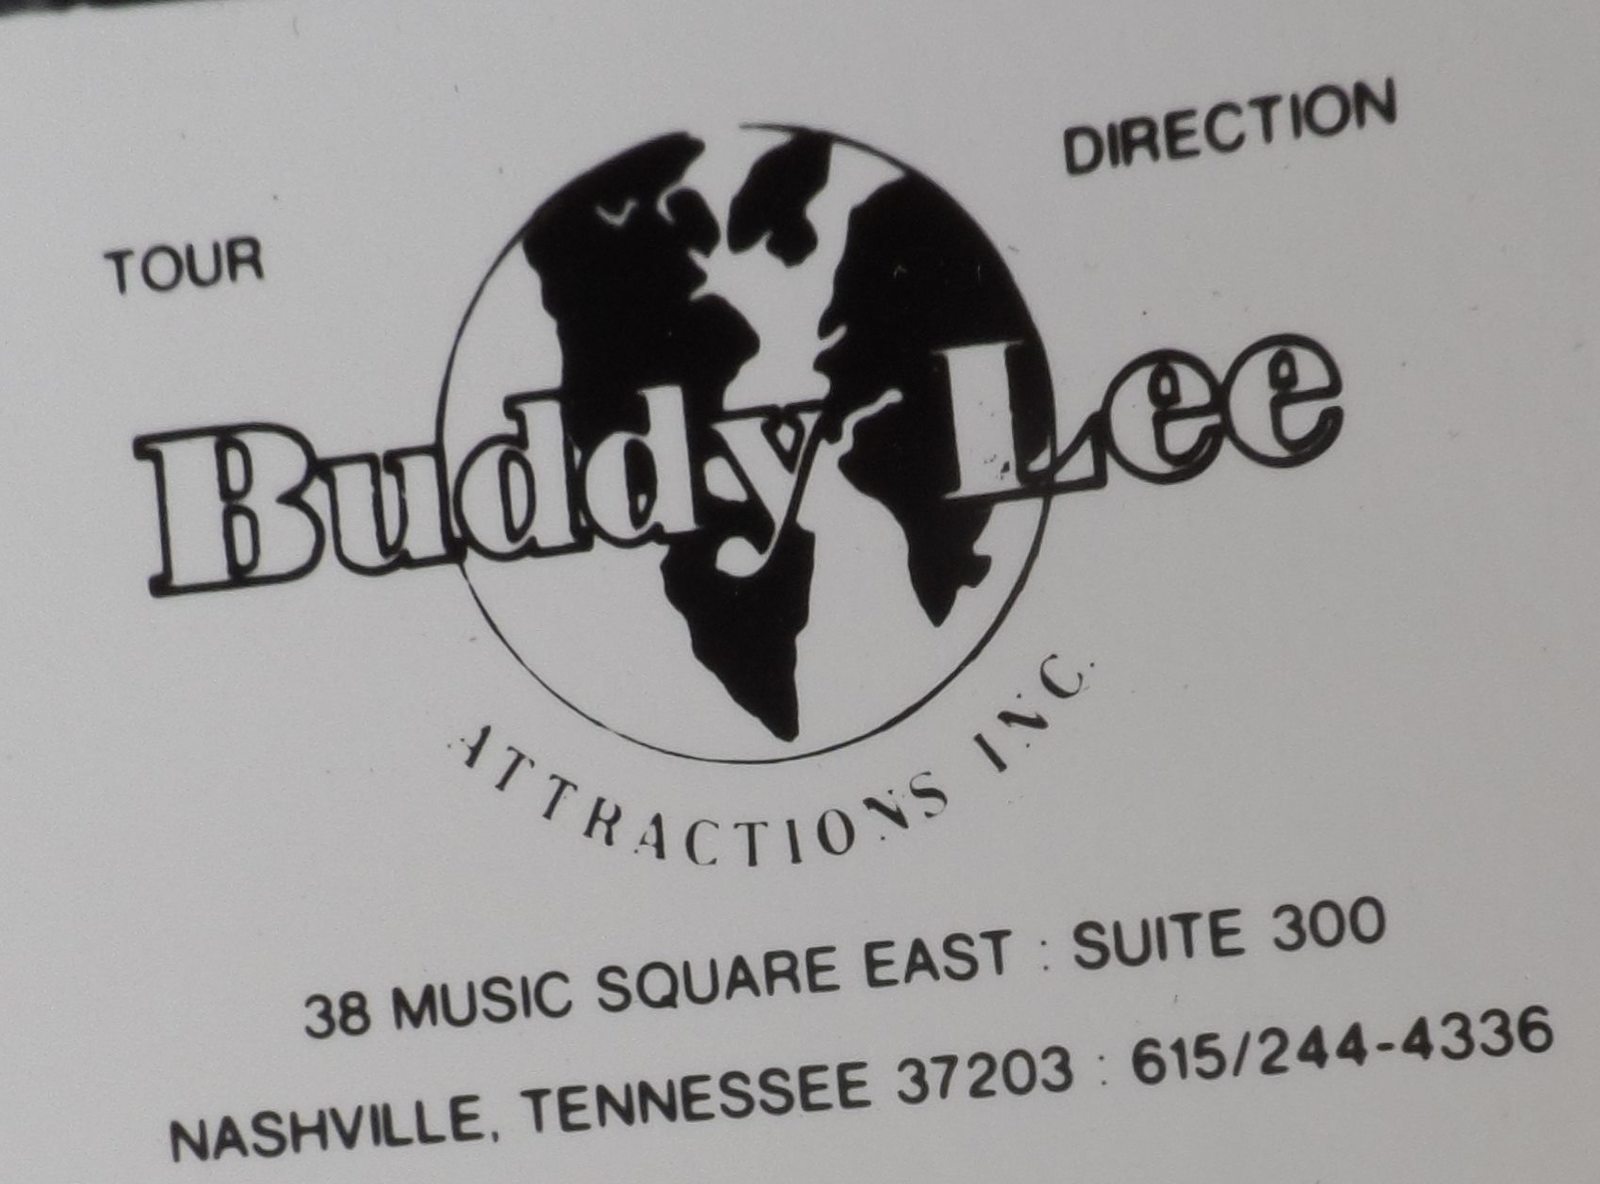 TOUR DIRECTION
Buddy Lee
ATTRACTIONS INC.
38 MUSIC SQUARE EAST : SUITE 300
NASHVILLE, TENNESSEE 37203 : 615/244-4336